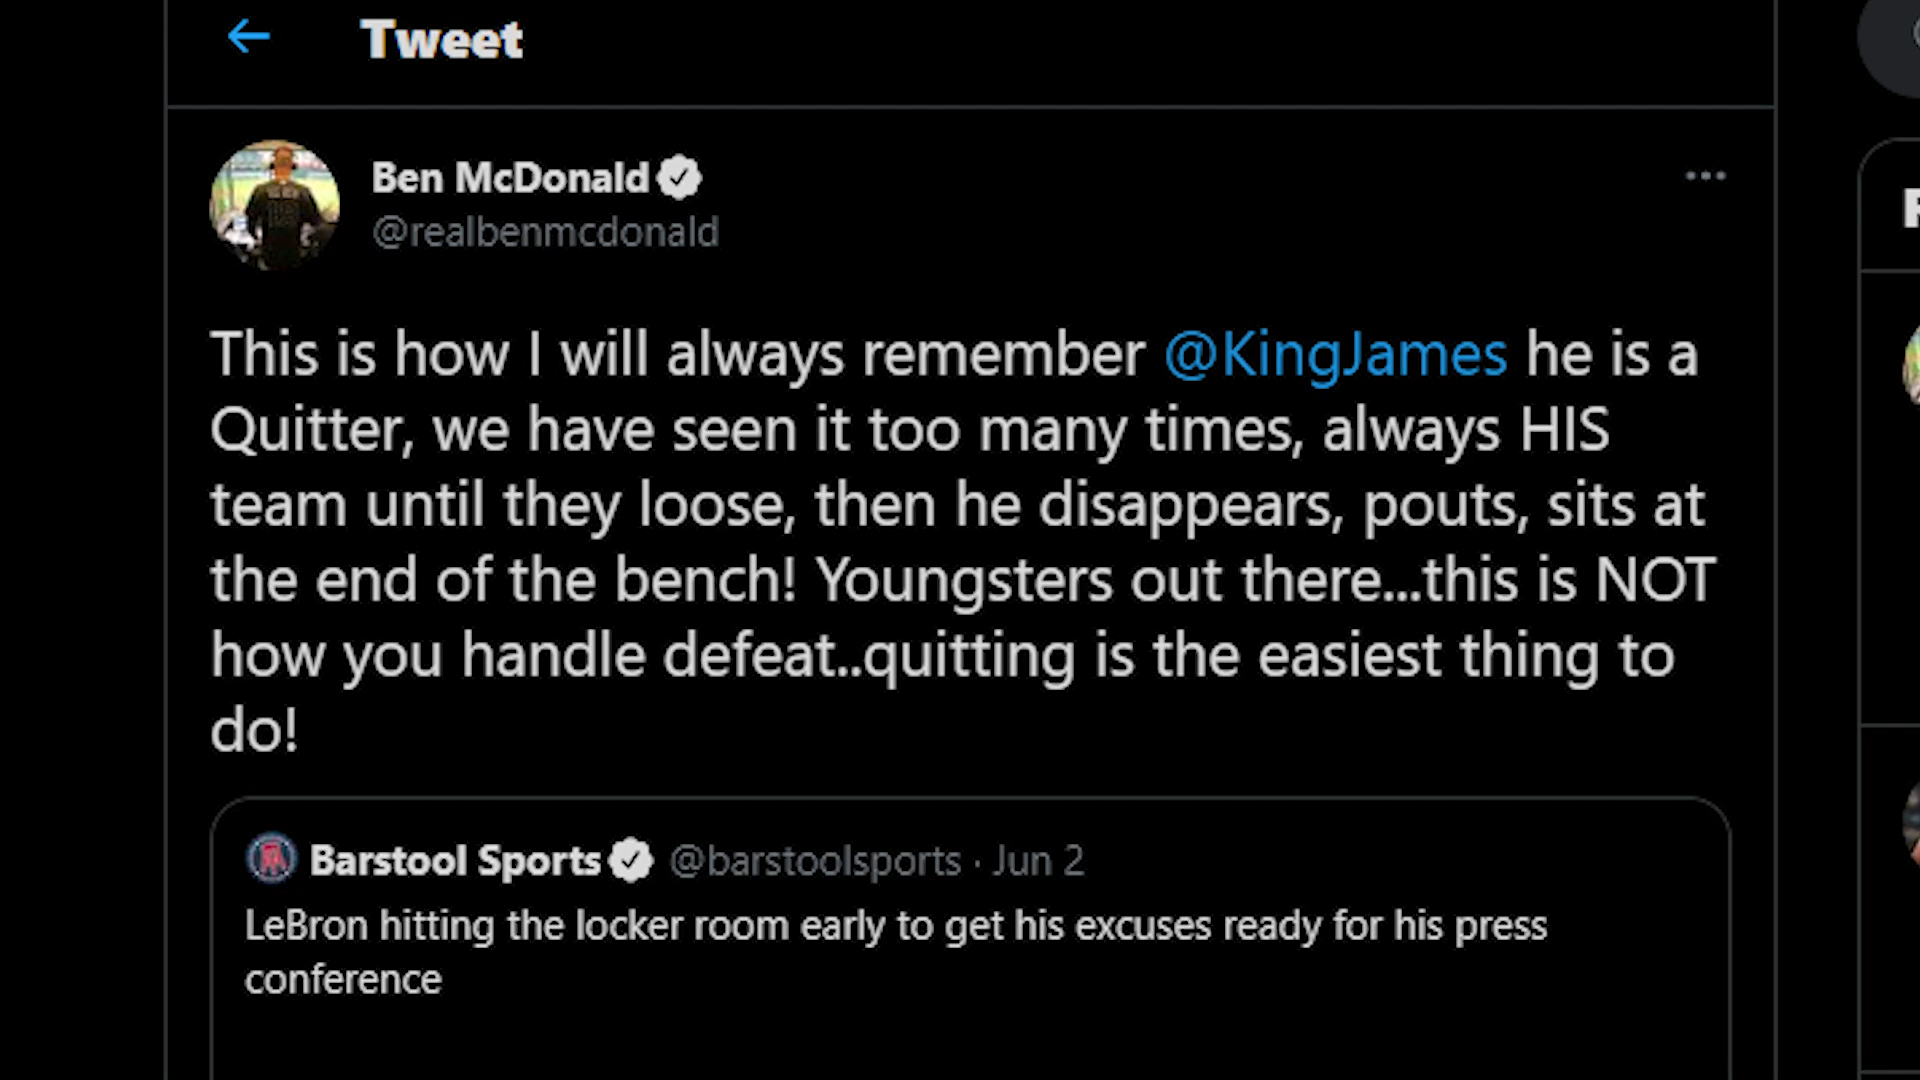 Tweet
Ben McDonald
@realbenmcdonald
This is how I will always remember @KingJames he is a
Quitter, we have seen it too many times, always HIS
team until they loose, then he disappears, pouts, sits at
the end of the bench! Youngsters out there...this is NOT
how you handle defeat..quitting is the easiest thing to
do!
Barstool Sports @barstoolsports · Jun 2
LeBron hitting the locker room early to get his excuses ready for his press
conference